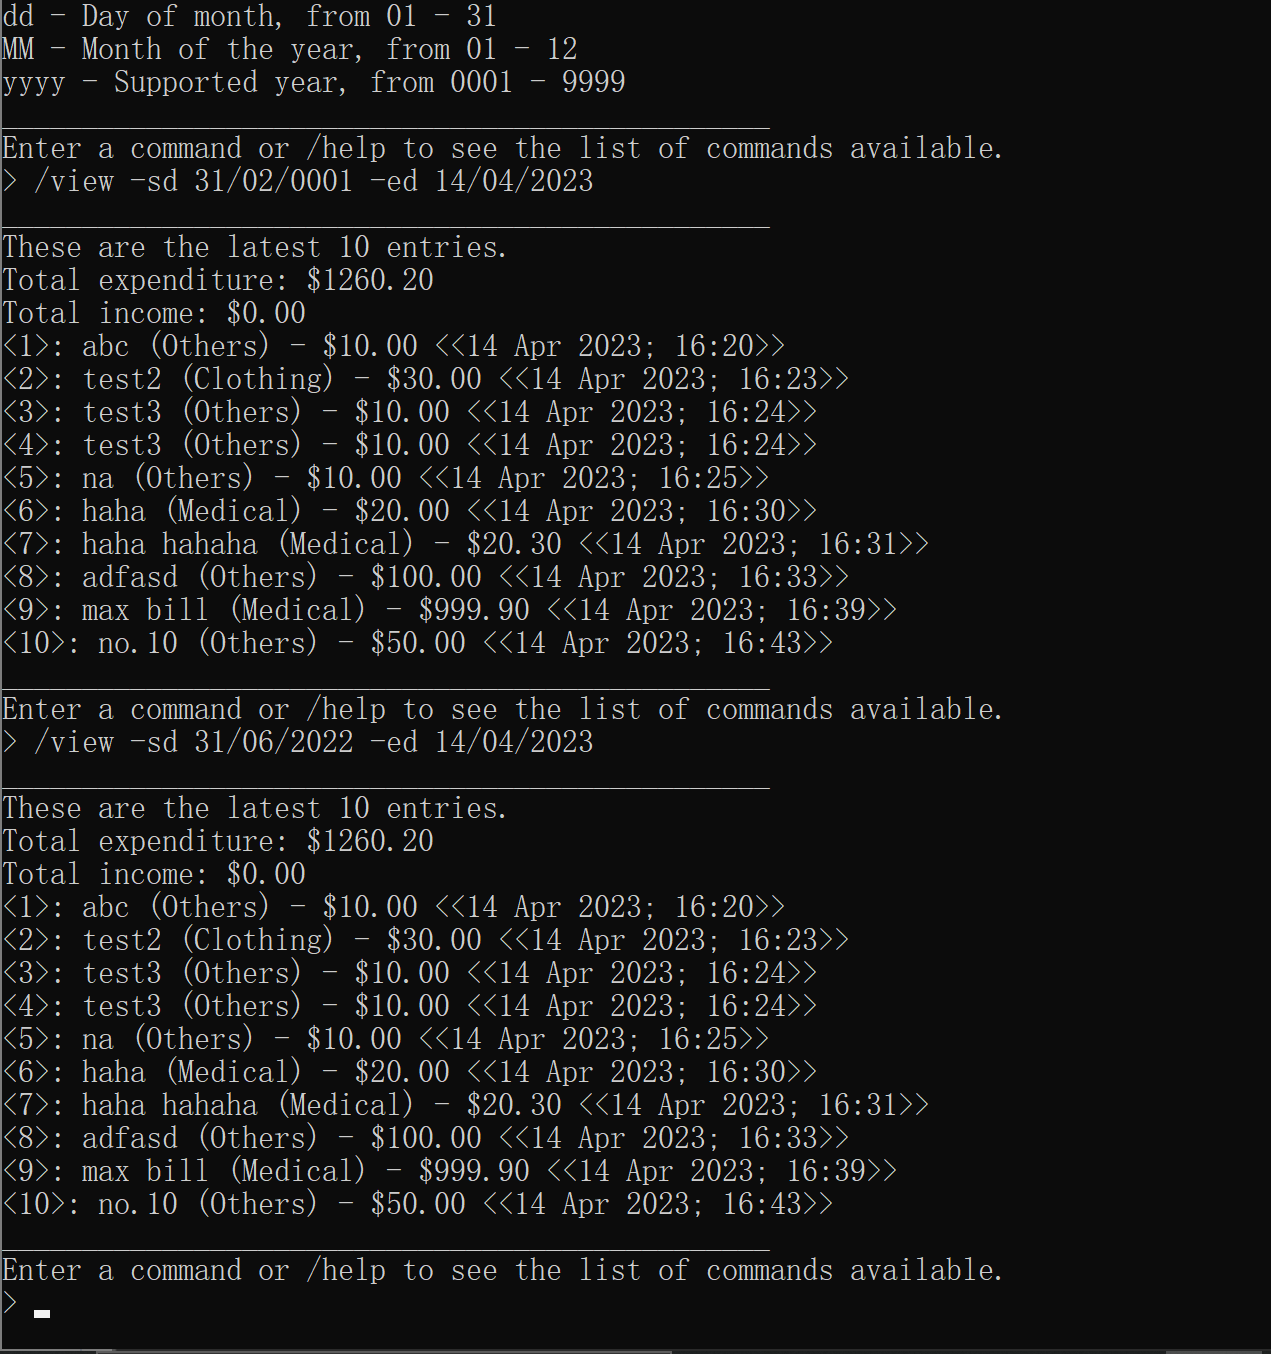 dd - Day of month, from 01 - 31
MM - Month of the year, from 01 - 12
yyyy - Supported year, from 0001 - 9999
________________________________________________
Enter a command or /help to see the list of commands available.
> /view -sd 31/02/0001 -ed 14/04/2023
________________________________________________
These are the latest 10 entries.
Total expenditure: $1260.20
Total income: $0.00
<1>: abc (Others) - $10.00 <<14 Apr 2023; 16:20>>
<2>: test2 (Clothing) - $30.00 <<14 Apr 2023; 16:23>>
<3>: test3 (Others) - $10.00 <<14 Apr 2023; 16:24>>
<4>: test3 (Others) - $10.00 <<14 Apr 2023; 16:24>>
<5>: na (Others) - $10.00 <<14 Apr 2023; 16:25>>
<6>: haha (Medical) - $20.00 <<14 Apr 2023; 16:30>>
<7>: haha hahaha (Medical) - $20.30 <<14 Apr 2023; 16:31>>
<8>: adfasd (Others) - $100.00 <<14 Apr 2023; 16:33>>
<9>: max bill (Medical) - $999.90 <<14 Apr 2023; 16:39>>
<10>: no.10 (Others) - $50.00 <<14 Apr 2023; 16:43>>
________________________________________________
Enter a command or /help to see the list of commands available.
> /view -sd 31/06/2022 -ed 14/04/2023
________________________________________________
These are the latest 10 entries.
Total expenditure: $1260.20
Total income: $0.00
<1>: abc (Others) - $10.00 <<14 Apr 2023; 16:20>>
<2>: test2 (Clothing) - $30.00 <<14 Apr 2023; 16:23>>
<3>: test3 (Others) - $10.00 <<14 Apr 2023; 16:24>>
<4>: test3 (Others) - $10.00 <<14 Apr 2023; 16:24>>
<5>: na (Others) - $10.00 <<14 Apr 2023; 16:25>>
<6>: haha (Medical) - $20.00 <<14 Apr 2023; 16:30>>
<7>: haha hahaha (Medical) - $20.30 <<14 Apr 2023; 16:31>>
<8>: adfasd (Others) - $100.00 <<14 Apr 2023; 16:33>>
<9>: max bill (Medical) - $999.90 <<14 Apr 2023; 16:39>>
<10>: no.10 (Others) - $50.00 <<14 Apr 2023; 16:43>>
________________________________________________
Enter a command or /help to see the list of commands available.
>